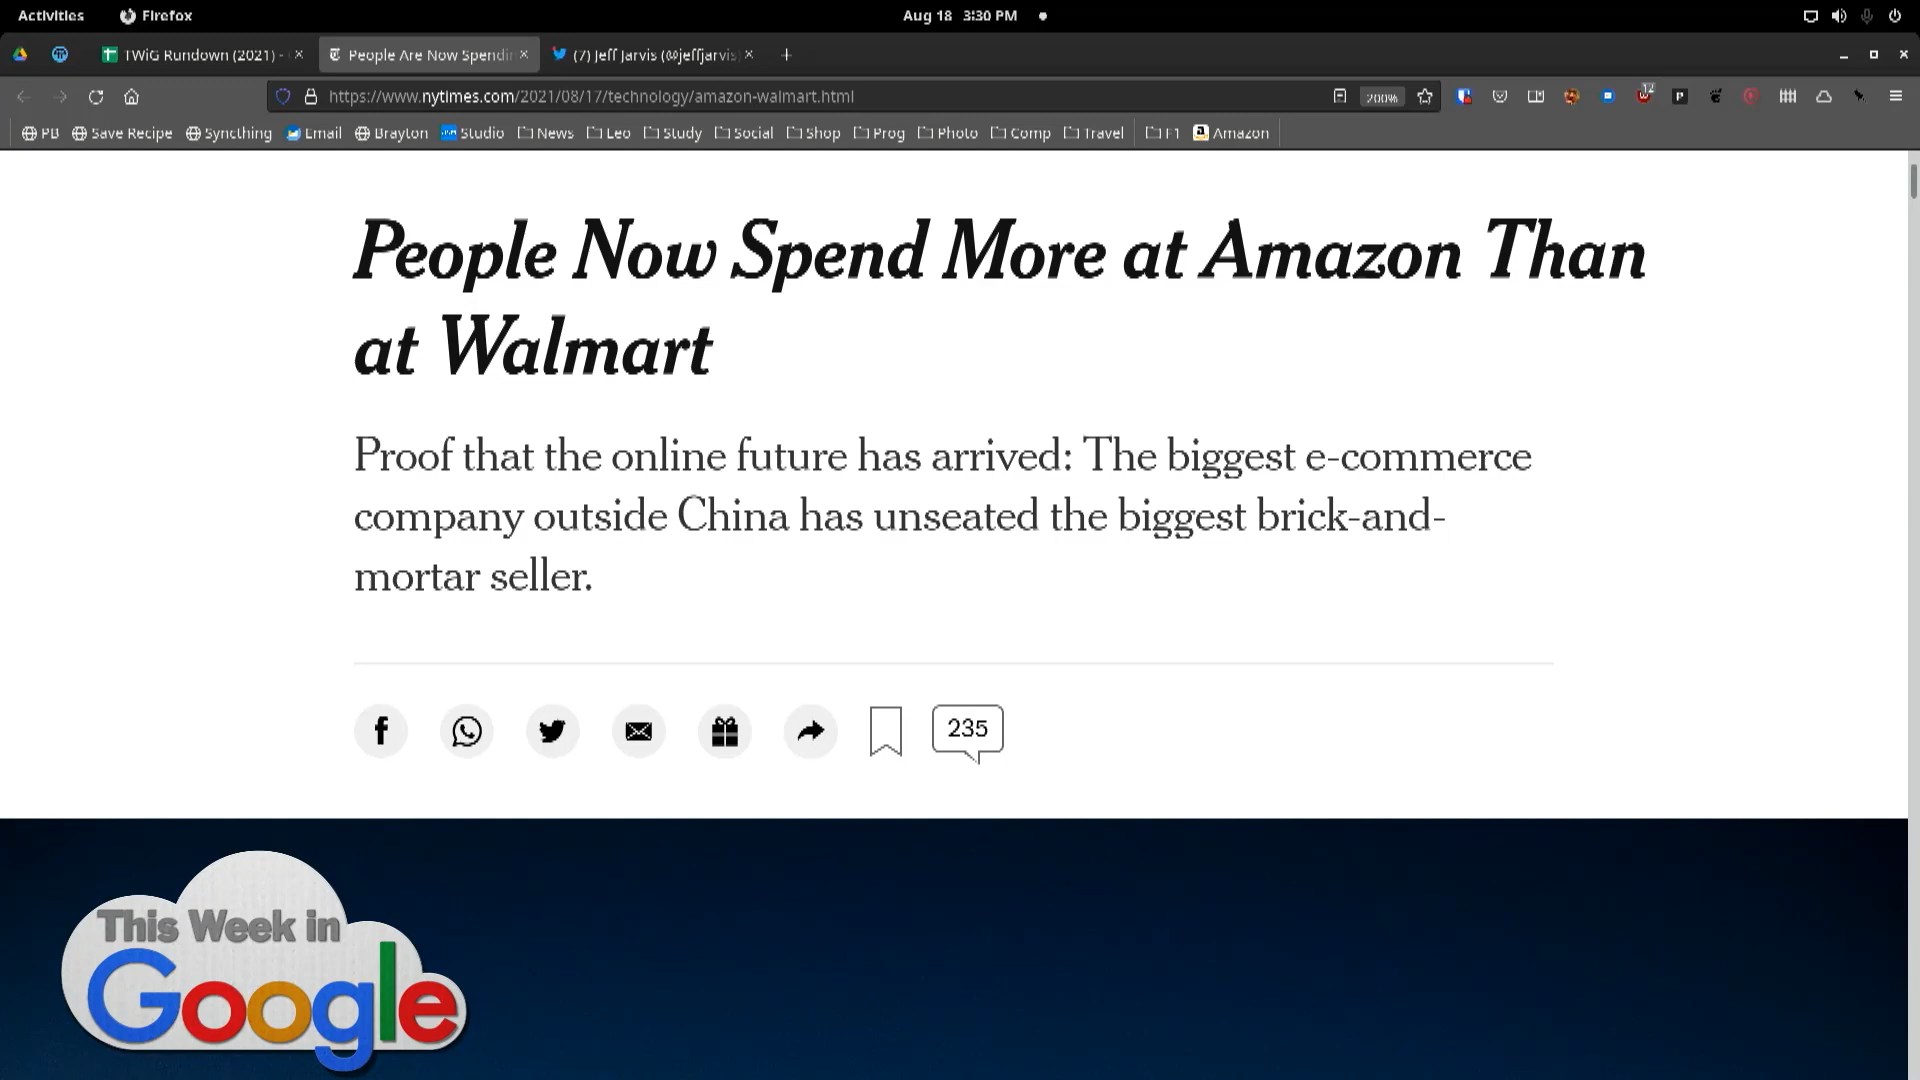 Activities Firefox Aug 18 3:30 PM
TWiG Rundown (2021) - People Are Now Spendin (7) Jeff Jarvis (@jeffjarvis)
https://www.nytimes.com/2021/08/17/technology/amazon-walmart.html 200% 12
PB Save Recipe Syncthing Email Brayton Studio News Leo Study Social Shop Prog Photo Comp Travel F1 Amazon
People Now Spend More at Amazon Than
at Walmart
Proof that the online future has arrived: The biggest e-commerce
company outside China has unseated the biggest brick-and-
mortar seller.
235
This Week in
Google